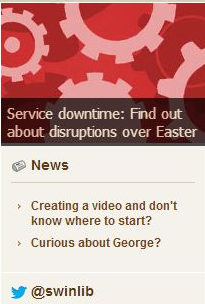 Service downtime: Find out
about disruptions over Easter
News
Creating a video and don't
know where to start?
Curious about George?
@swinlib